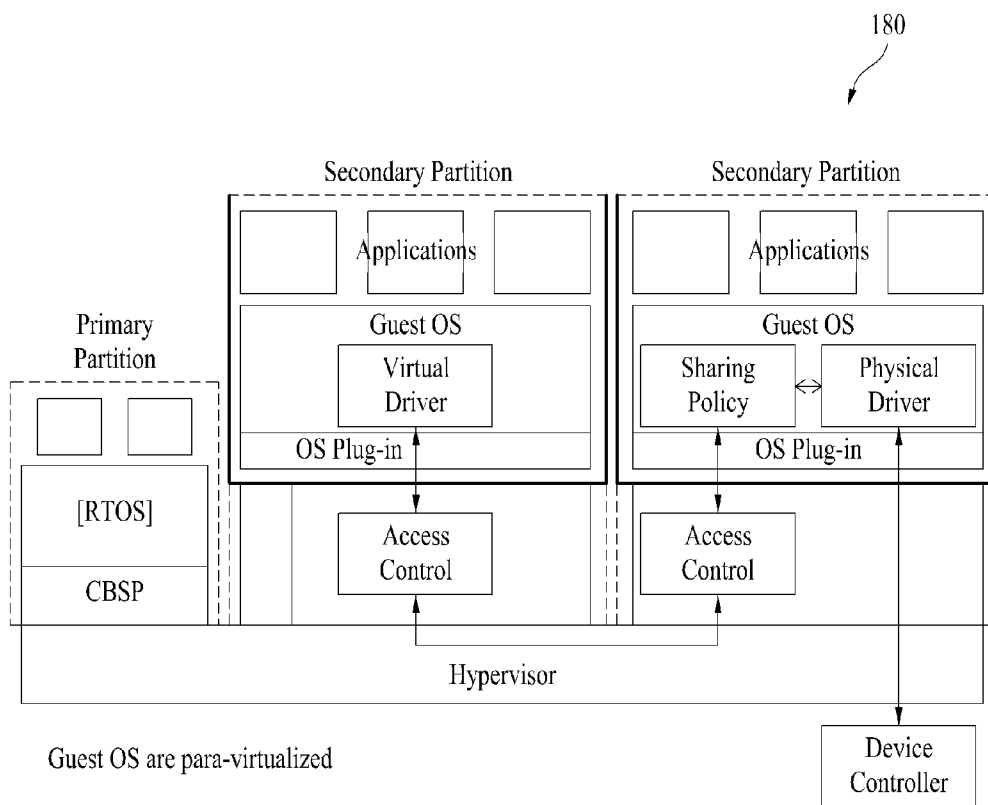 180
Secondary Partition
Secondary Partition
Applications
Applications
Primary
Partition
Guest OS
Guest OS
Virtual
Driver
Sharing
Policy
Physical
Driver
OS Plug-in
OS Plug-in
[RTOS]
CBSP
Access
Control
Access
Control
Hypervisor
Guest OS are para-virtualized
Device
Controller